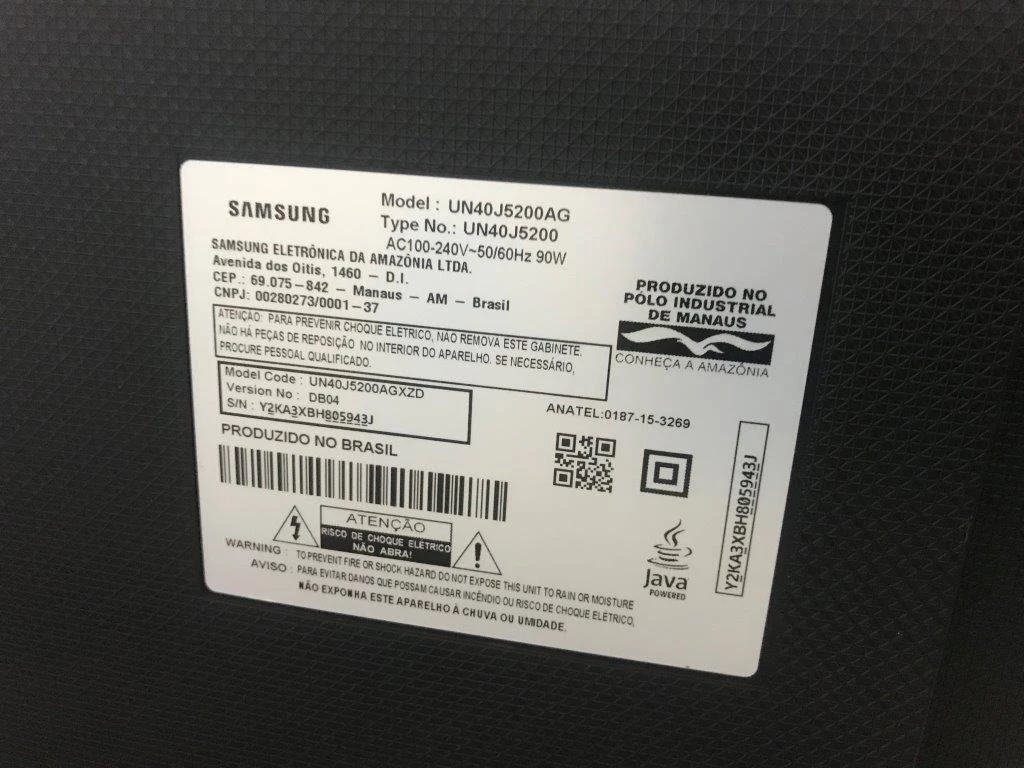 SAMSUNG
Model : UN40J5200AG
Type No.: UN40J5200
AC100-240V~50/60Hz 90W
SAMSUNG ELETRÔNICA DA AMAZÔNIA LTDA.
Avenida dos Oitis, 1460 – D.I.
CEP.: 69.075–842 – Manaus – AM – Brasil
CNPJ: 00280273/0001–37
ATENÇÃO: PARA PREVENIR CHOQUE ELETRICO, NÃO REMOVA ESTE GABINETE.
NÃO HÁ PEÇAS DE REPOSIÇÃO NO INTERIOR DO APARELHO. SE NECESSÁRIO,
PROCURE PESSOAL QUALIFICADO.
PRODUZIDO NO
PÓLO INDUSTRIAL
DE MANAUS
CONHEÇA A AMAZÔNIA
Model Code : UN40J5200AGXZD
Version No : DB04
S/N : Y2KA3XBH805943J
ANATEL:0187-15-3269
PRODUZIDO NO BRASIL
Y2KA3XBH805943J
ATENÇÃO
RISCO DE CHOQUE ELÉTRICO
NÃO ABRA!
Java
POWERED
WARNING : TO PREVENT FIRE OR SHOCK HAZARD DO NOT EXPOSE THIS UNIT TO RAIN OR MOISTURE
AVISO : PARA EVITAR DANOS QUE POSSAM CAUSAR INCÊNDIO OU RISCO DE CHOQUE ELÉTRICO,
NÃO EXPONHA ESTE APARELHO À CHUVA OU UMIDADE.